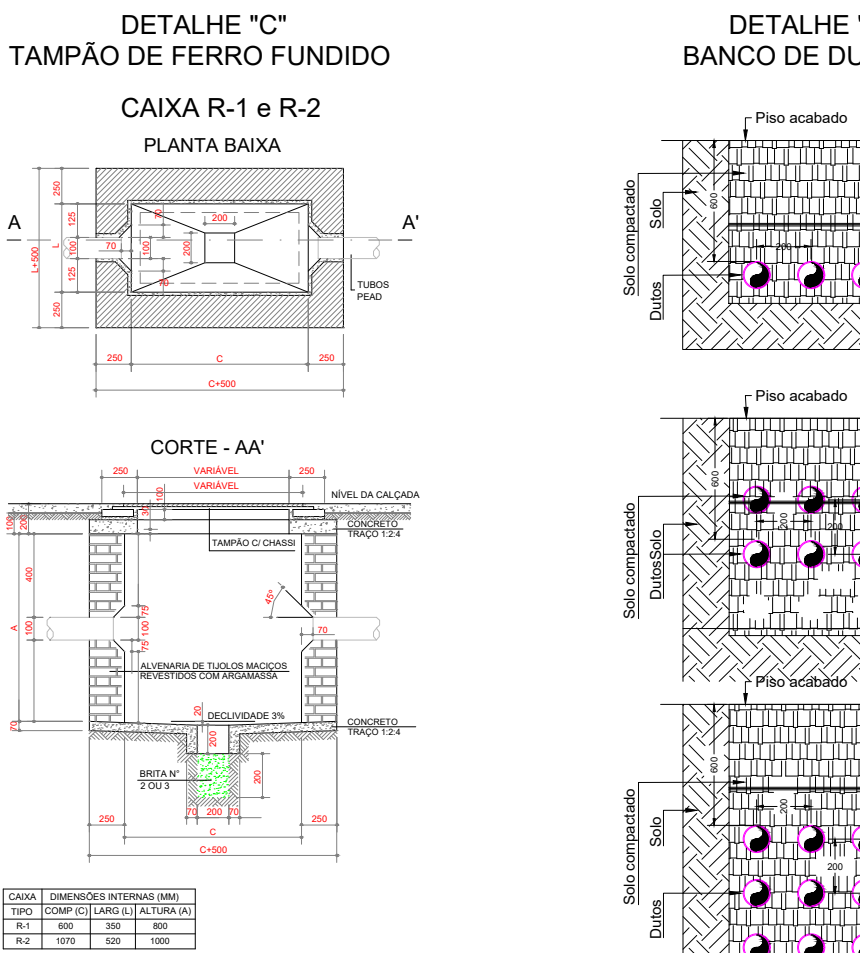 DETALHE "C"
TAMPÃO DE FERRO FUNDIDO
CAIXA R-1 e R-2
PLANTA BAIXA
A
A'
250
125
100
125
250
L
L+500
70
70
100
200
200
70
TUBOS
PEAD
250
C
250
C+500
CORTE - AA'
250
VARIÁVEL
250
VARIÁVEL
NÍVEL DA CALÇADA
100
30
100
200
CONCRETO
TRAÇO 1:2:4
TAMPÃO C/ CHASSI
400
A
100
75
100
75
45°
70
ALVENARIA DE TIJOLOS MACIÇOS
REVESTIDOS COM ARGAMASSA
20
DECLIVIDADE 3%
CONCRETO
TRAÇO 1:2:4
70
200
BRITA N°
2 OU 3
200
70
200
70
250
250
C
C+500
CAIXA
DIMENSÕES INTERNAS (MM)
TIPO
COMP (C)
LARG (L)
ALTURA (A)
R-1
600
350
800
R-2
1070
520
1000
DETALHE
BANCO DE DU
Piso acabado
Solo compactado
Solo
Dutos
600
200
Piso acabado
Solo compactado
Solo
Dutos
600
200
200
Piso acabado
Solo compactado
Solo
Dutos
600
200
200